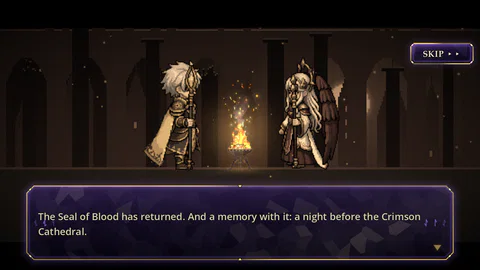 SKIP
The Seal of Blood has returned. And a memory with it: a night before the Crimson
Cathedral.